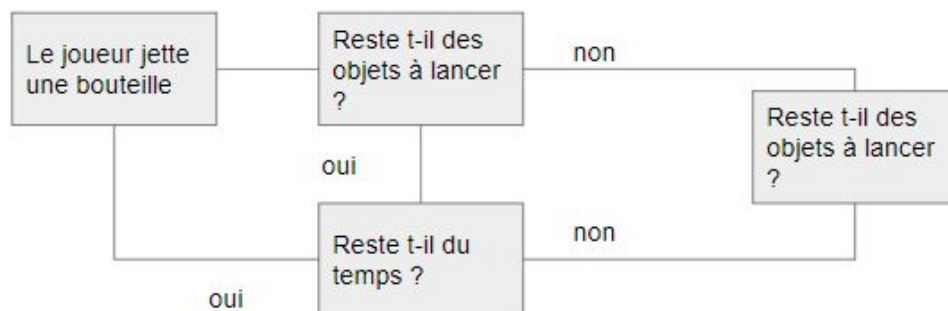 Le joueur jette
une bouteille
Reste t-il des
objets à lancer
?
non
Reste t-il des
objets à lancer
?
oui
Reste t-il du
temps ?
non
oui